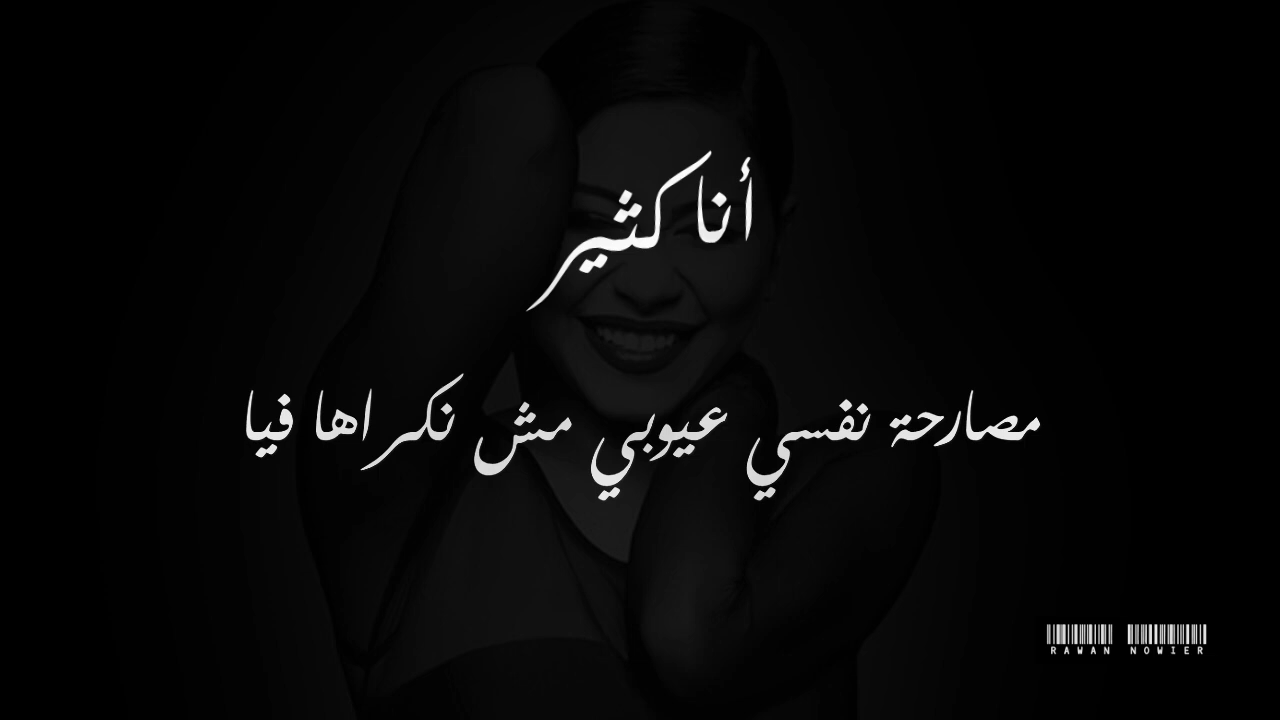 أنا كثير
مصارحة نفسي عيوبي مش نكراها فيا
RAWAN NOWIER